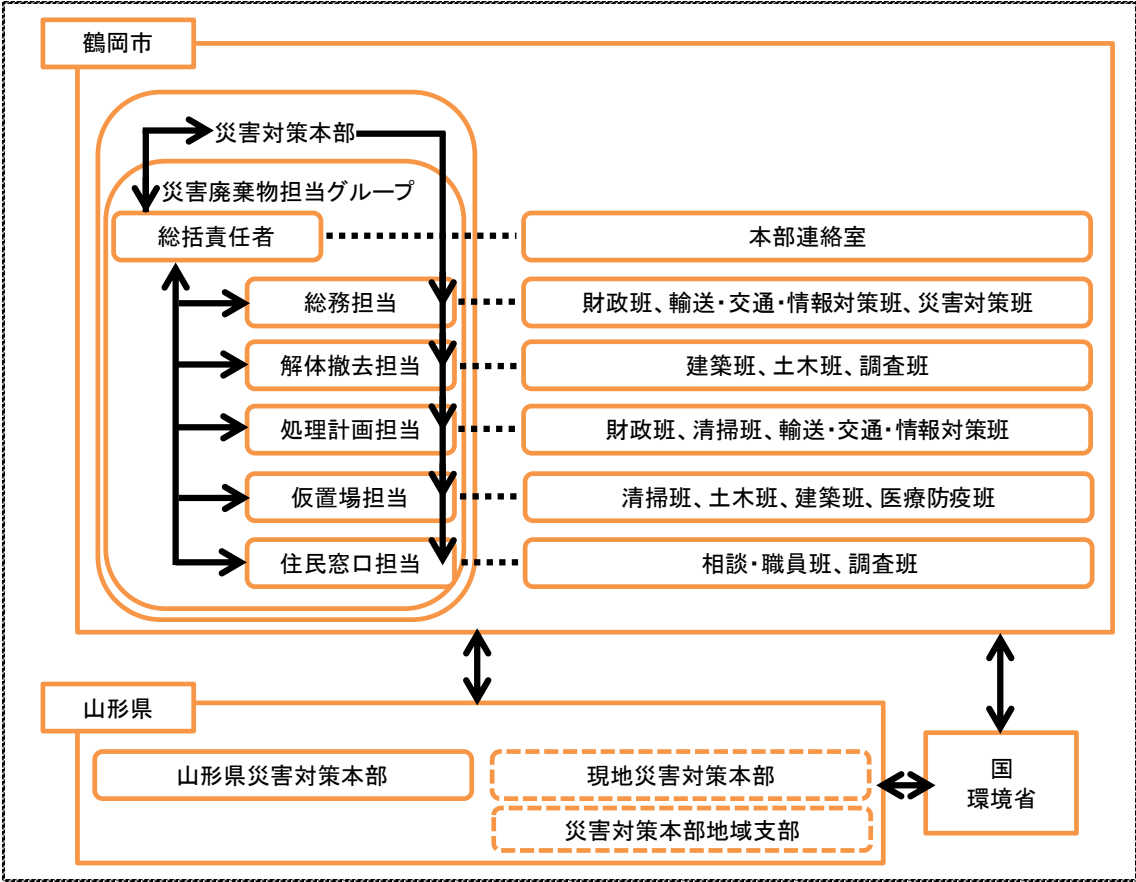 鶴岡市
災害対策本部
災害廃棄物担当グループ
総括責任者
本部連絡室
総務担当
財政班、輸送・交通・情報対策班、災害対策班
解体撤去担当
建築班、土木班、調査班
処理計画担当
財政班、清掃班、輸送・交通・情報対策班
仮置場担当
清掃班、土木班、建築班、医療防疫班
住民窓口担当
相談・職員班、調査班
山形県
山形県災害対策本部
現地災害対策本部
災害対策本部地域支部
国
環境省